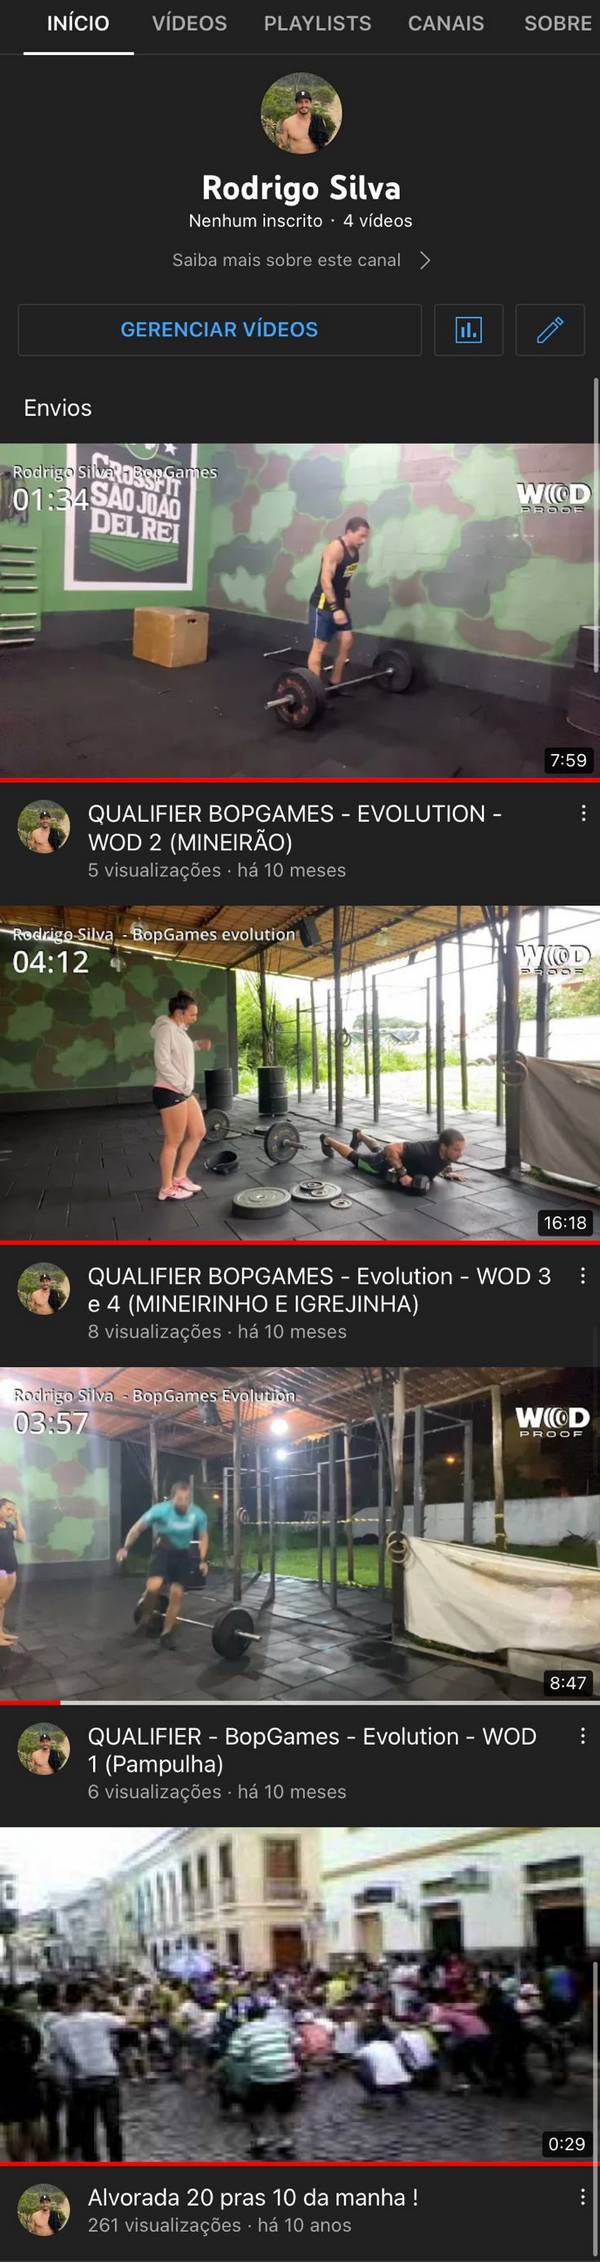 INÍCIO VÍDEOS PLAYLISTS CANAIS SOBRE
Rodrigo Silva
Nenhum inscrito · 4 vídeos
Saiba mais sobre este canal
GERENCIAR VÍDEOS
Envios
Rodrigo Silva - BopGames
01:34
CROSSFIT
SÃO JOÃO
DEL REI
WOD
PROOF
7:59
QUALIFIER BOPGAMES - EVOLUTION -
WOD 2 (MINEIRÃO)
5 visualizações · há 10 meses
Rodrigo Silva - BopGames evolution
04:12
WOD
PROOF
16:18
QUALIFIER BOPGAMES - Evolution - WOD 3
e 4 (MINEIRINHO E IGREJINHA)
8 visualizações · há 10 meses
Rodrigo Silva - BopGames Evolution
03:57
WOD
PROOF
8:47
QUALIFIER - BopGames - Evolution - WOD
1 (Pampulha)
6 visualizações · há 10 meses
0:29
Alvorada 20 pras 10 da manha !
261 visualizações · há 10 anos